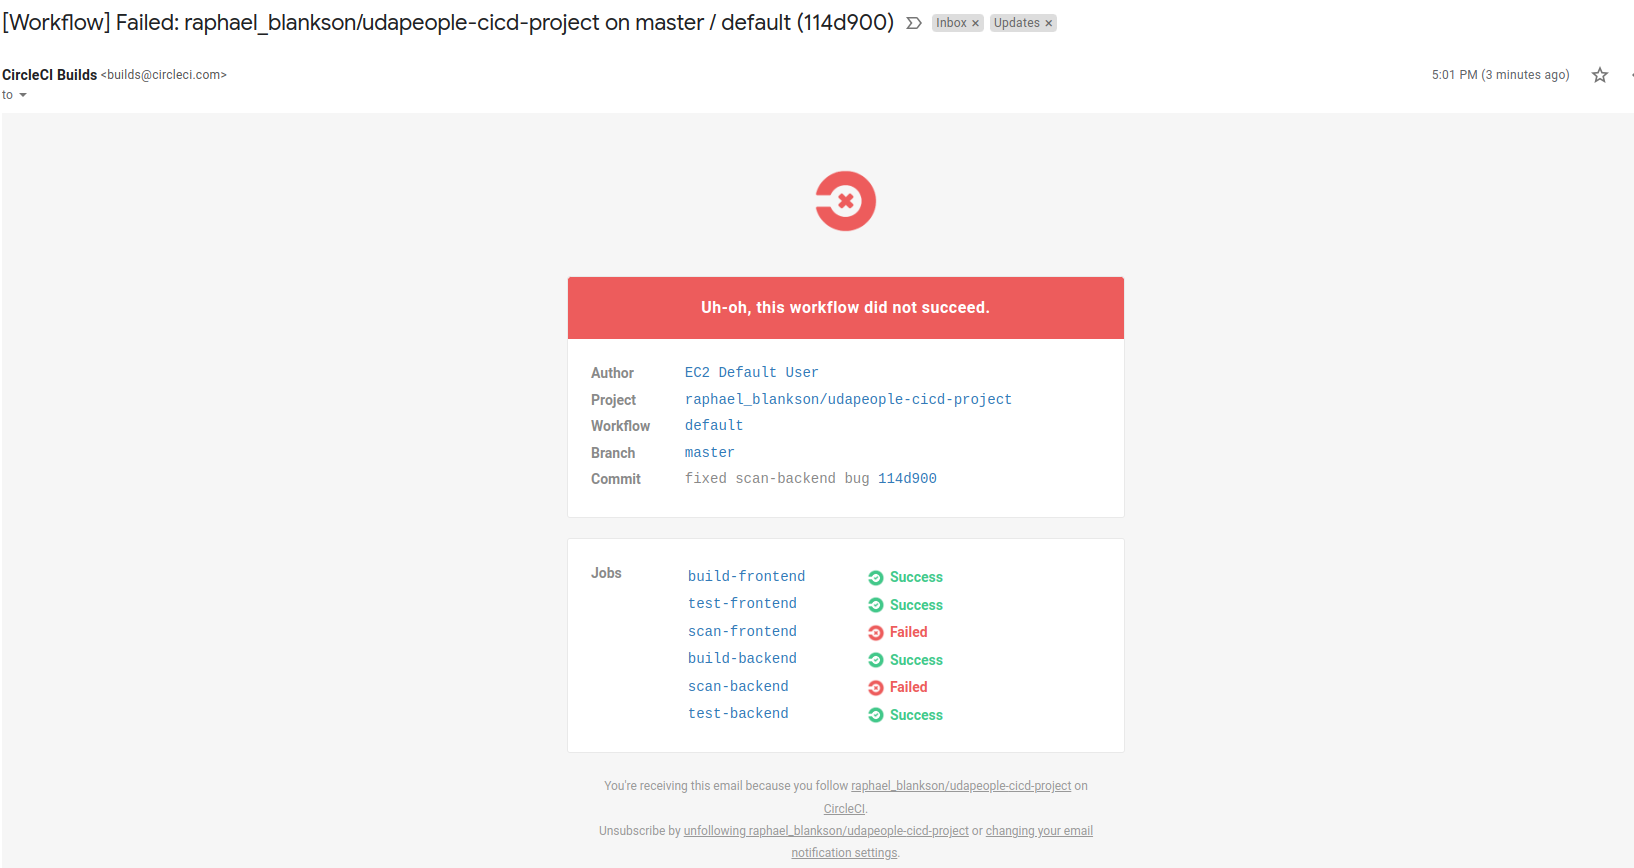 [Workflow] Failed: raphael_blankson/udapeople-cicd-project on master / default (114d900) Inbox × Updates ×
CircleCI Builds <builds@circleci.com> 5:01 PM (3 minutes ago)
to
Uh-oh, this workflow did not succeed.
Author EC2 Default User
Project raphael_blankson/udapeople-cicd-project
Workflow default
Branch master
Commit fixed scan-backend bug 114d900
Jobs build-frontend Success
test-frontend Success
scan-frontend Failed
build-backend Success
scan-backend Failed
test-backend Success
You're receiving this email because you follow raphael_blankson/udapeople-cicd-project on
CircleCI.
Unsubscribe by unfollowing raphael_blankson/udapeople-cicd-project or changing your email
notification settings.